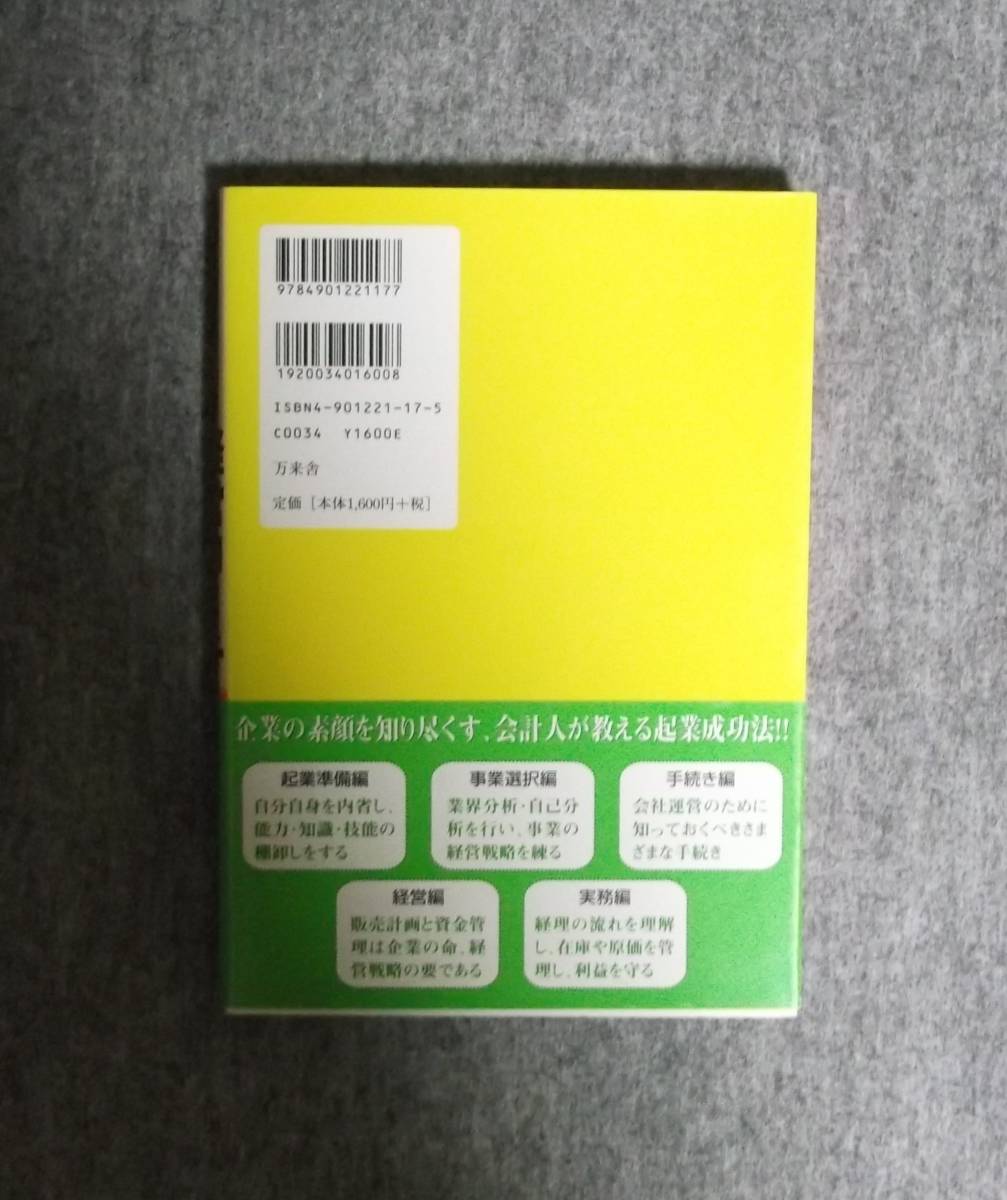 9784901221177
1920034016008
ISBN4-901221-17-5
C0034 Y1600E
万来舎
定価［本体1,600円＋税］
企業の素顔を知り尽くす、会計人が教える起業成功法!!
起業準備編
自分自身を内省し、
能力・知識・技能の
棚卸しをする
事業選択編
業界分析・自己分
析を行い、事業の
経営戦略を練る
手続き編
会社運営のために
知っておくべきさま
ざまな手続き
経営編
販売計画と資金管
理は企業の命、経
営戦略の要である
実務編
経理の流れを理解
し、在庫や原価を管
理し、利益を守る